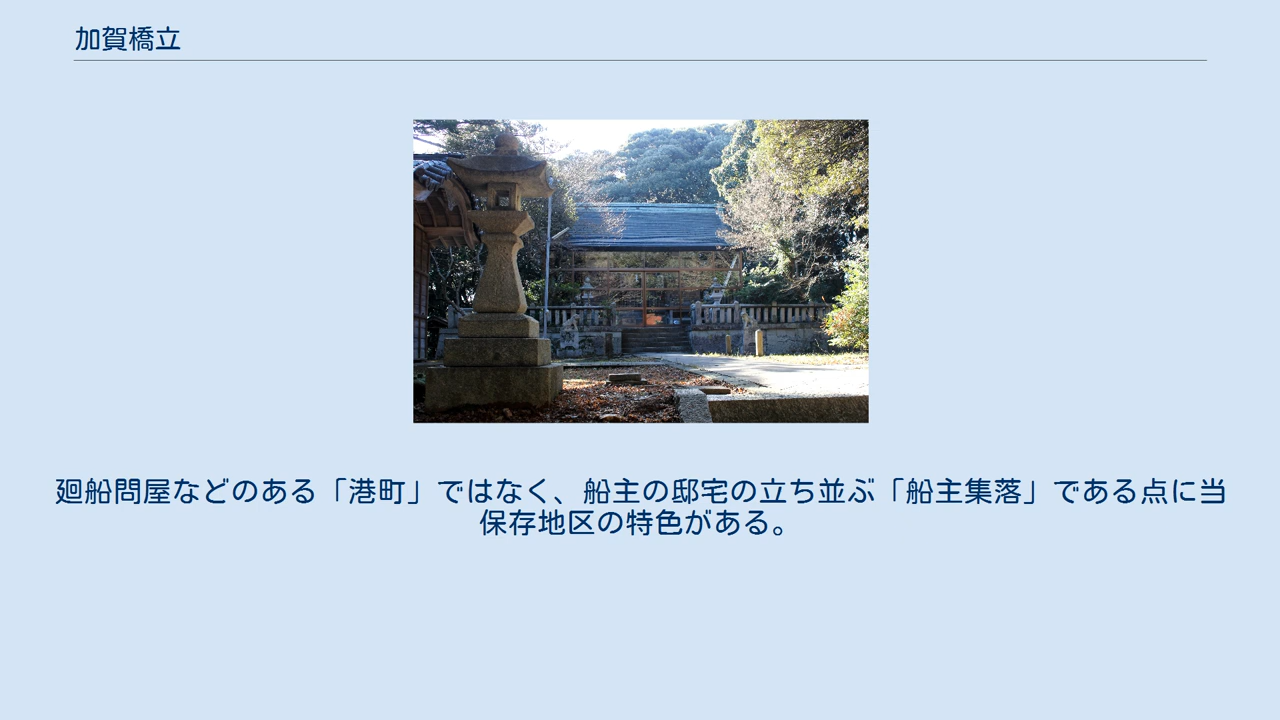 加賀橋立
廻船問屋などのある「港町」ではなく、船主の邸宅の立ち並ぶ「船主集落」である点に当
保存地区の特色がある。